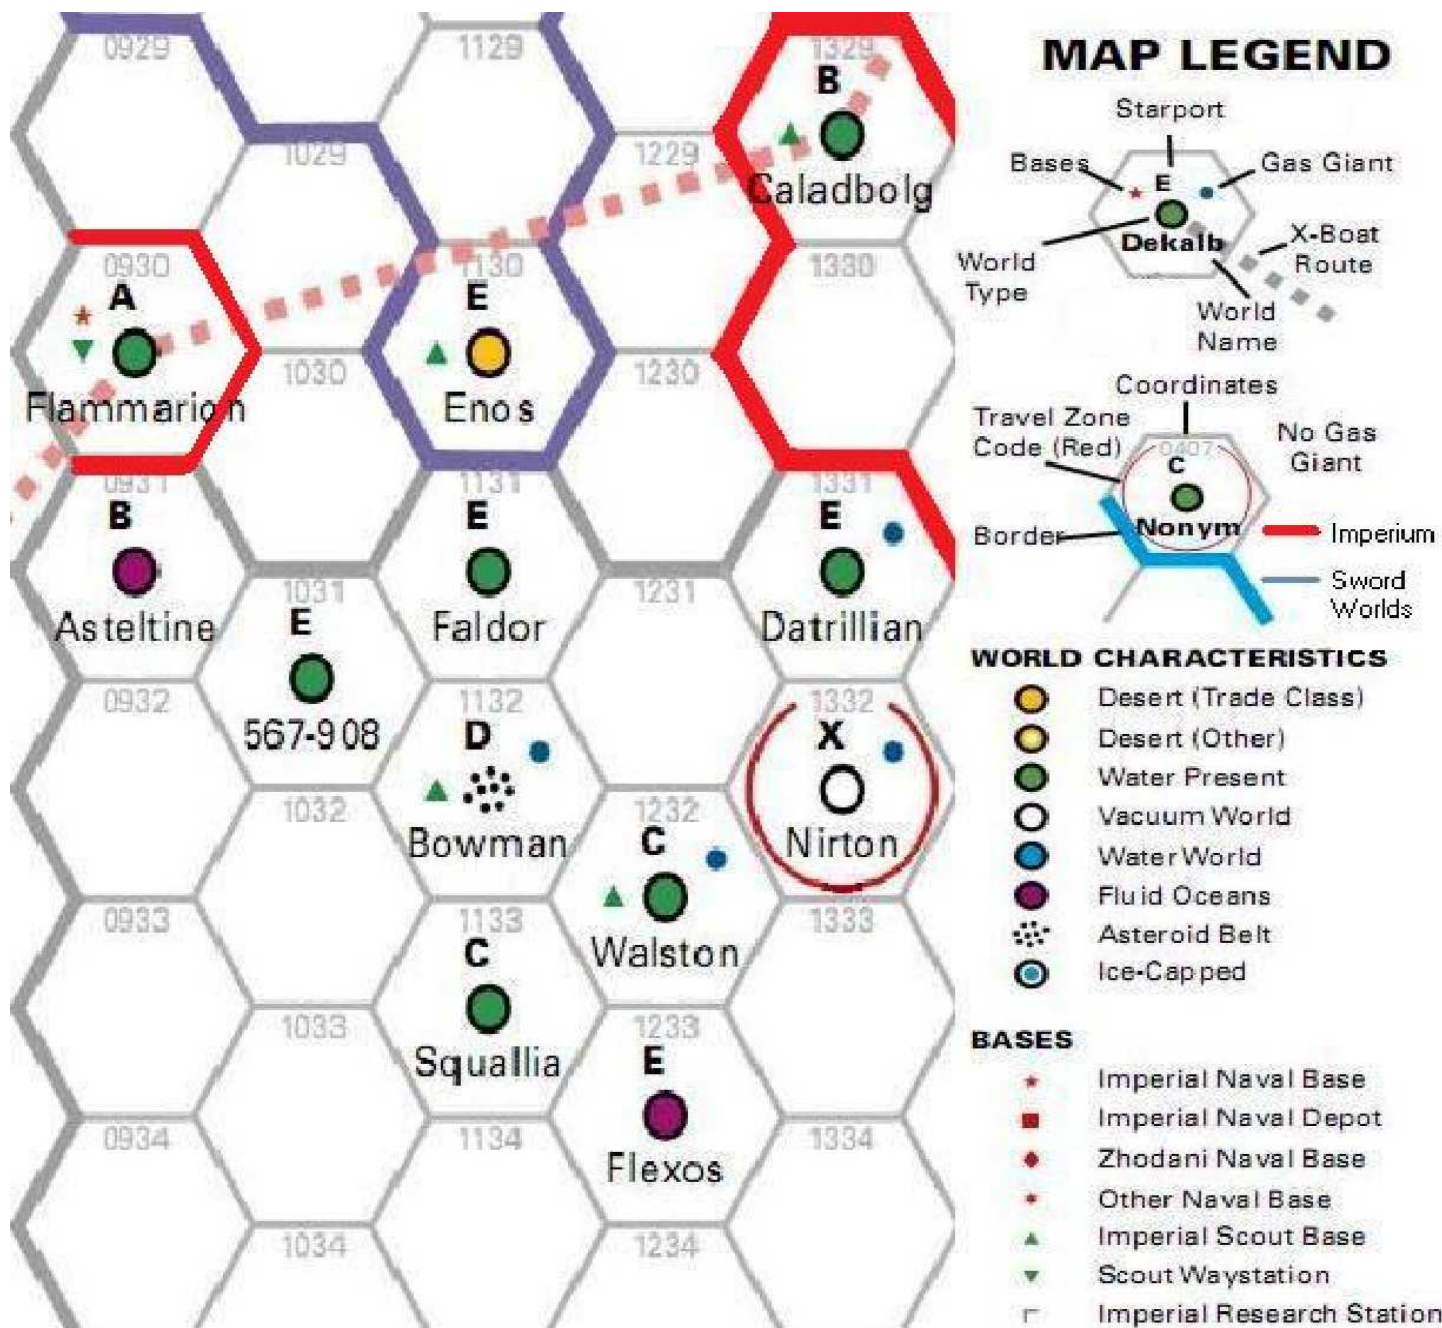 0929
1129
1329
B
Caladbolg
1029
1229
0930
A
Flammarion
1130
E
Enos
1330
1030
1230
0931
B
Asteltine
1131
E
Faldor
1331
E
Datrillian
1031
E
567-908
1231
0932
1132
D
Bowman
1332
X
Nirton
1032
1232
C
Walston
0933
1133
C
Squallia
1333
1033
1233
E
Flexos
0934
1134
1334
1034
1234
MAP LEGEND
Starport
Bases
Gas Giant
E
Dekalb
World
Type
X-Boat
Route
World
Name
Coordinates
Travel Zone
Code (Red)
No Gas
Giant
0407
C
Nonym
Border
Imperium
Sword
Worlds
WORLD CHARACTERISTICS
Desert (Trade Class)
Desert (Other)
Water Present
Vacuum World
Water World
Fluid Oceans
Asteroid Belt
Ice-Capped
BASES
Imperial Naval Base
Imperial Naval Depot
Zhodani Naval Base
Other Naval Base
Imperial Scout Base
Scout Waystation
Imperial Research Station